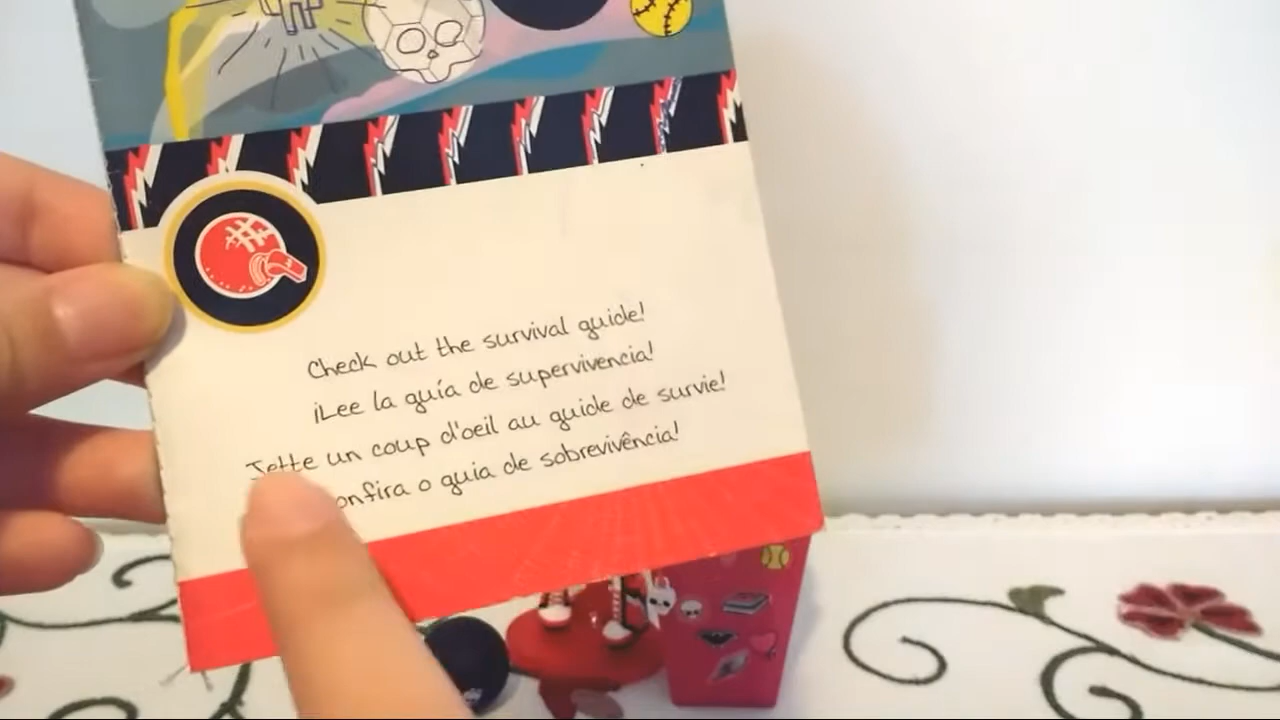 Check out the survival guide!
¡Lee la guía de supervivencia!
Jette un coup d'oeil au guide de survie!
onfira o guia de sobrevivência!